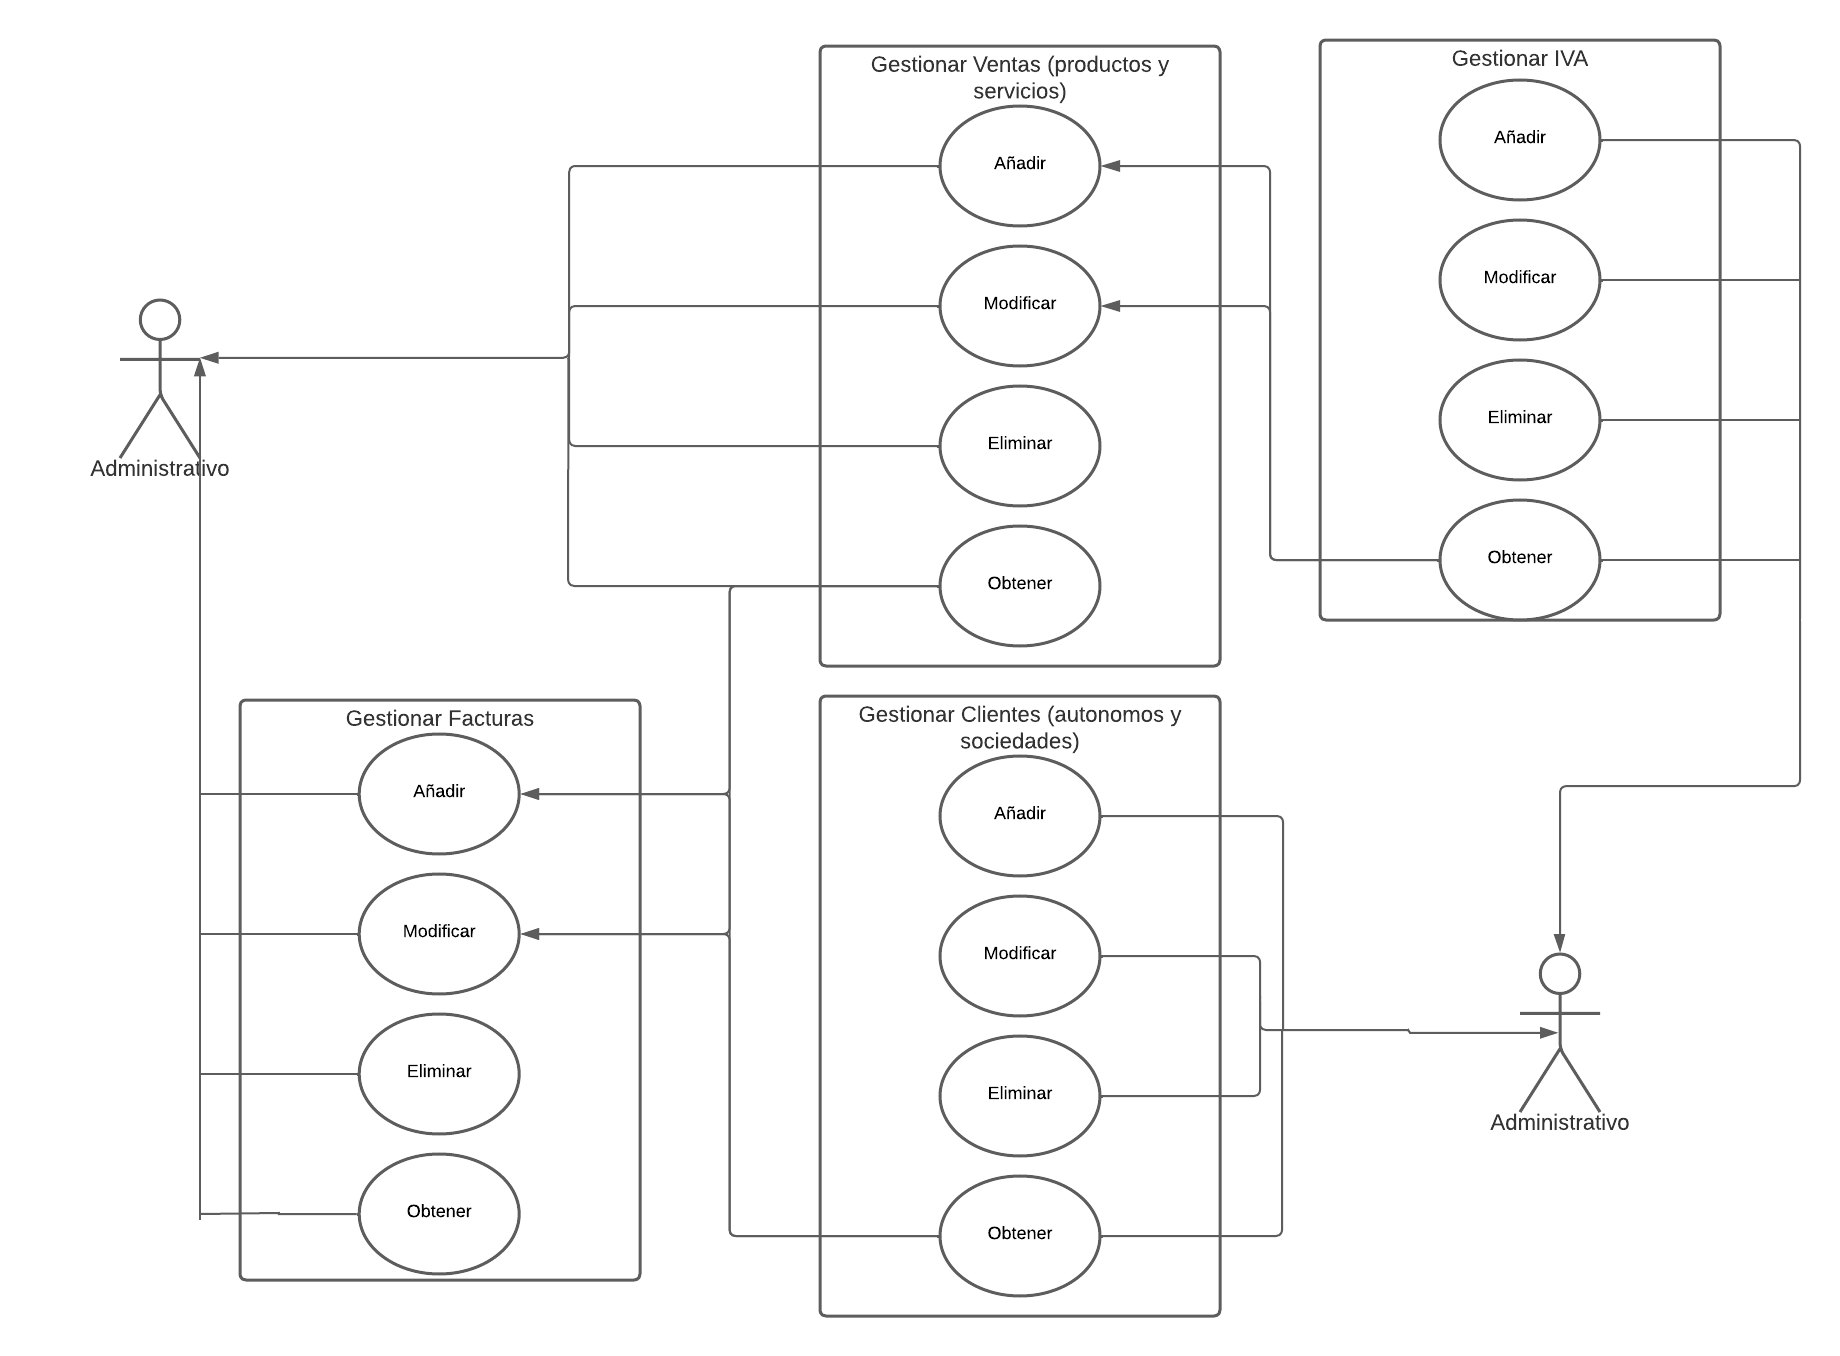 Gestionar Ventas (productos y
servicios)
Añadir
Modificar
Eliminar
Obtener
Gestionar IVA
Añadir
Modificar
Eliminar
Obtener
Administrativo
Gestionar Facturas
Añadir
Modificar
Eliminar
Obtener
Gestionar Clientes (autonomos y
sociedades)
Añadir
Modificar
Eliminar
Obtener
Administrativo